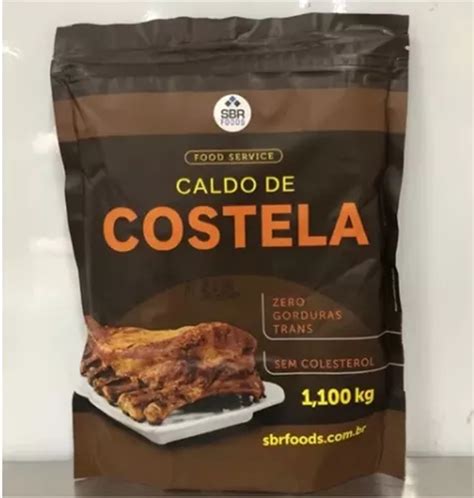 SBR
FOODS
FOOD SERVICE
CALDO DE
COSTELA
ZERO
GORDURAS
TRANS
SEM COLESTEROL
1,100 kg
sbrfoods.com.br